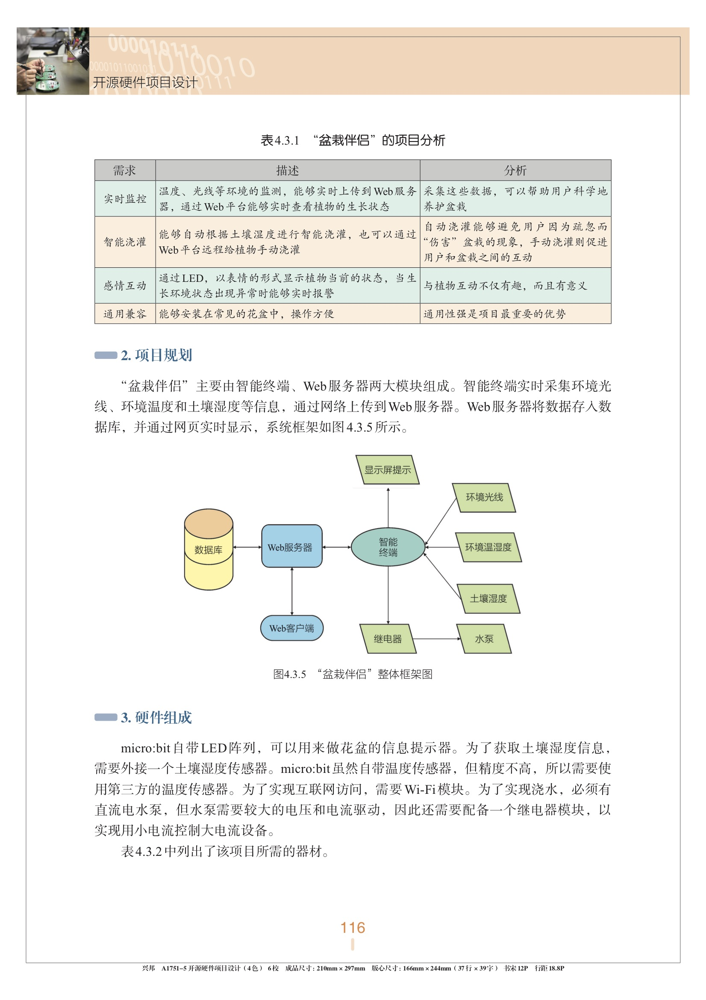 000010111
1010010
00001011001011
开源硬件项目设计
表4.3.1 “盆栽伴侣”的项目分析
需求 描述 分析
实时监控
温度、光线等环境的监测，能够实时上传到Web服务
器，通过Web平台能够实时查看植物的生长状态
采集这些数据，可以帮助用户科学地
养护盆栽
智能浇灌
能够自动根据土壤湿度进行智能浇灌，也可以通过
Web平台远程给植物手动浇灌
自动浇灌能够避免用户因为疏忽而
“伤害”盆栽的现象，手动浇灌则促进
用户和盆栽之间的互动
感情互动
通过LED，以表情的形式显示植物当前的状态，当生
长环境状态出现异常时能够实时报警
与植物互动不仅有趣，而且有意义
通用兼容 能够安装在常见的花盆中，操作方便 通用性强是项目最重要的优势
2. 项目规划
“盆栽伴侣”主要由智能终端、Web服务器两大模块组成。智能终端实时采集环境光
线、环境温度和土壤湿度等信息，通过网络上传到Web服务器。Web服务器将数据存入数
据库，并通过网页实时显示，系统框架如图4.3.5所示。
显示屏提示
环境光线
数据库
Web服务器
智能
终端
环境温湿度
土壤湿度
Web客户端
继电器
水泵
图4.3.5 “盆栽伴侣”整体框架图
3. 硬件组成
micro:bit自带LED阵列，可以用来做花盆的信息提示器。为了获取土壤湿度信息，
需要外接一个土壤湿度传感器。micro:bit虽然自带温度传感器，但精度不高，所以需要使
用第三方的温度传感器。为了实现互联网访问，需要Wi-Fi模块。为了实现浇水，必须有
直流电水泵，但水泵需要较大的电压和电流驱动，因此还需要配备一个继电器模块，以
实现用小电流控制大电流设备。
表4.3.2中列出了该项目所需的器材。
116
兴邦 A1751-5 开源硬件项目设计（4色） 6校 成品尺寸：210mm×297mm 版心尺寸：166mm×244mm（37行×39字） 书宋12P 行距18.8P